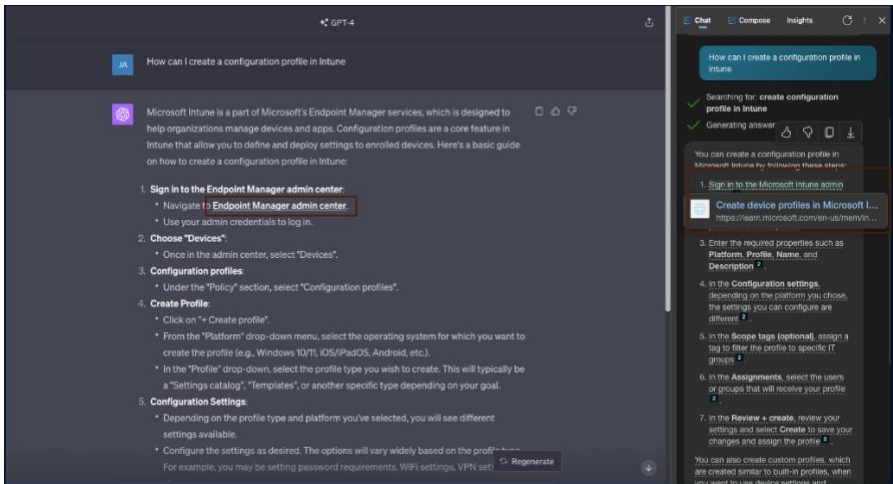 GPT-4
JA
How can I create a configuration profile in Intune
Microsoft Intune is a part of Microsoft's Endpoint Manager services, which is designed to
help organizations manage devices and apps. Configuration profiles are a core feature in
Intune that allow you to define and deploy settings to enrolled devices. Here's a basic guide
on how to create a configuration profile in Intune:
1. Sign in to the Endpoint Manager admin center:
• Navigate to Endpoint Manager admin center.
• Use your admin credentials to log in.
2. Choose "Devices":
• Once in the admin center, select "Devices".
3. Configuration profiles:
• Under the "Policy" section, select "Configuration profiles".
4. Create Profile:
• Click on "+ Create profile".
• From the "Platform" drop-down menu, select the operating system for which you want to
create the profile (e.g., Windows 10/11, iOS/iPadOS, Android, etc.).
• In the "Profile" drop-down, select the profile type you wish to create. This will typically be
a "Settings catalog", "Templates", or another specific type depending on your goal.
5. Configuration Settings:
• Depending on the profile type and platform you've selected, you will see different
settings available.
• Configure the settings as desired. The options will vary widely based on the profile type.
For example, you may be setting password requirements, WiFi settings, VPN
Regenerate
Chat Compose Insights
How can I create a configuration profile in
Intune
Searching for: create configuration
profile in Intune
Generating answer
You can create a configuration profile in
Microsoft Intune by following these steps:
1. Sign in to the Microsoft Intune admin
Create device profiles in Microsoft I...
https://learn.microsoft.com/en-us/mem/in...
3. Enter the required properties such as
Platform, Profile, Name, and
Description 2 .
4. In the Configuration settings,
depending on the platform you chose,
the settings you can configure are
different 2 .
5. In the Scope tags (optional), assign a
tag to filter the profile to specific IT
groups 2 .
6. In the Assignments, select the users
or groups that will receive your profile
2 .
7. In the Review + create, review your
settings and select Create to save your
changes and assign the profile 2 .
You can also create custom profiles, which
are created similar to built-in profiles, when
you want to use device settings and